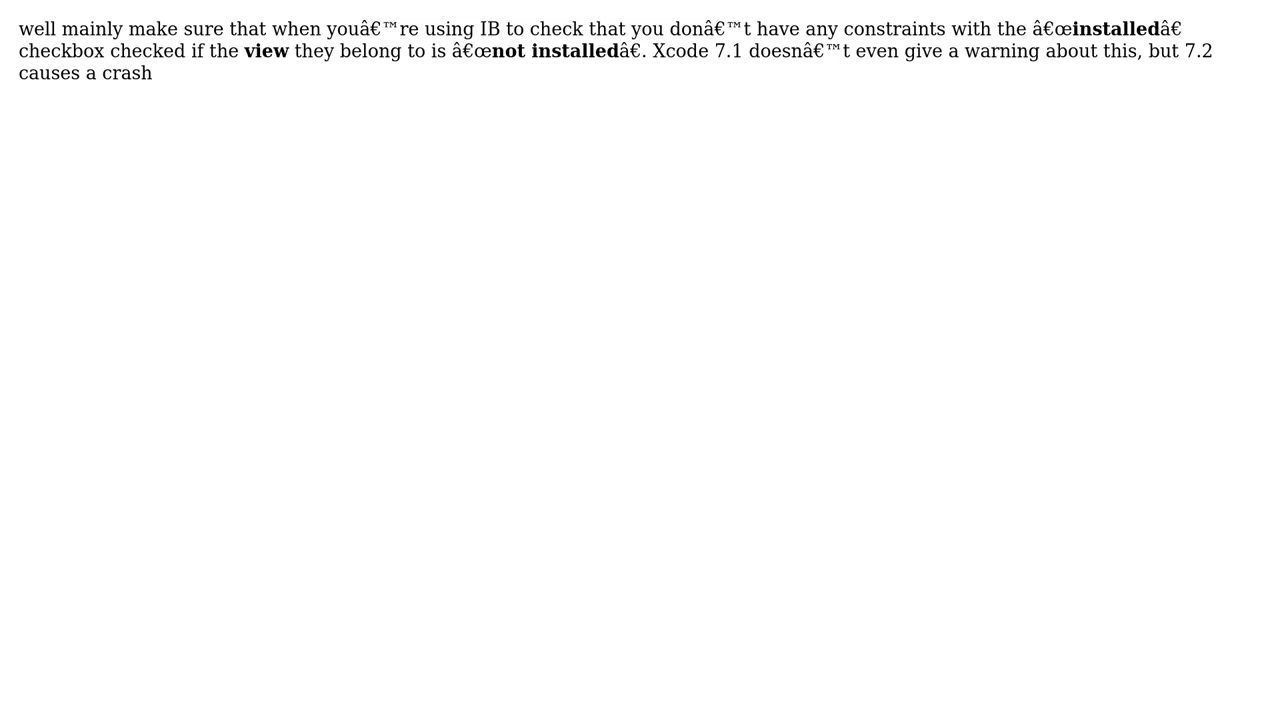 well mainly make sure that when youâ€™re using IB to check that you donâ€™t have any constraints with the â€œinstalledâ€
checkbox checked if the view they belong to is â€œnot installedâ€. Xcode 7.1 doesnâ€™t even give a warning about this, but 7.2
causes a crash